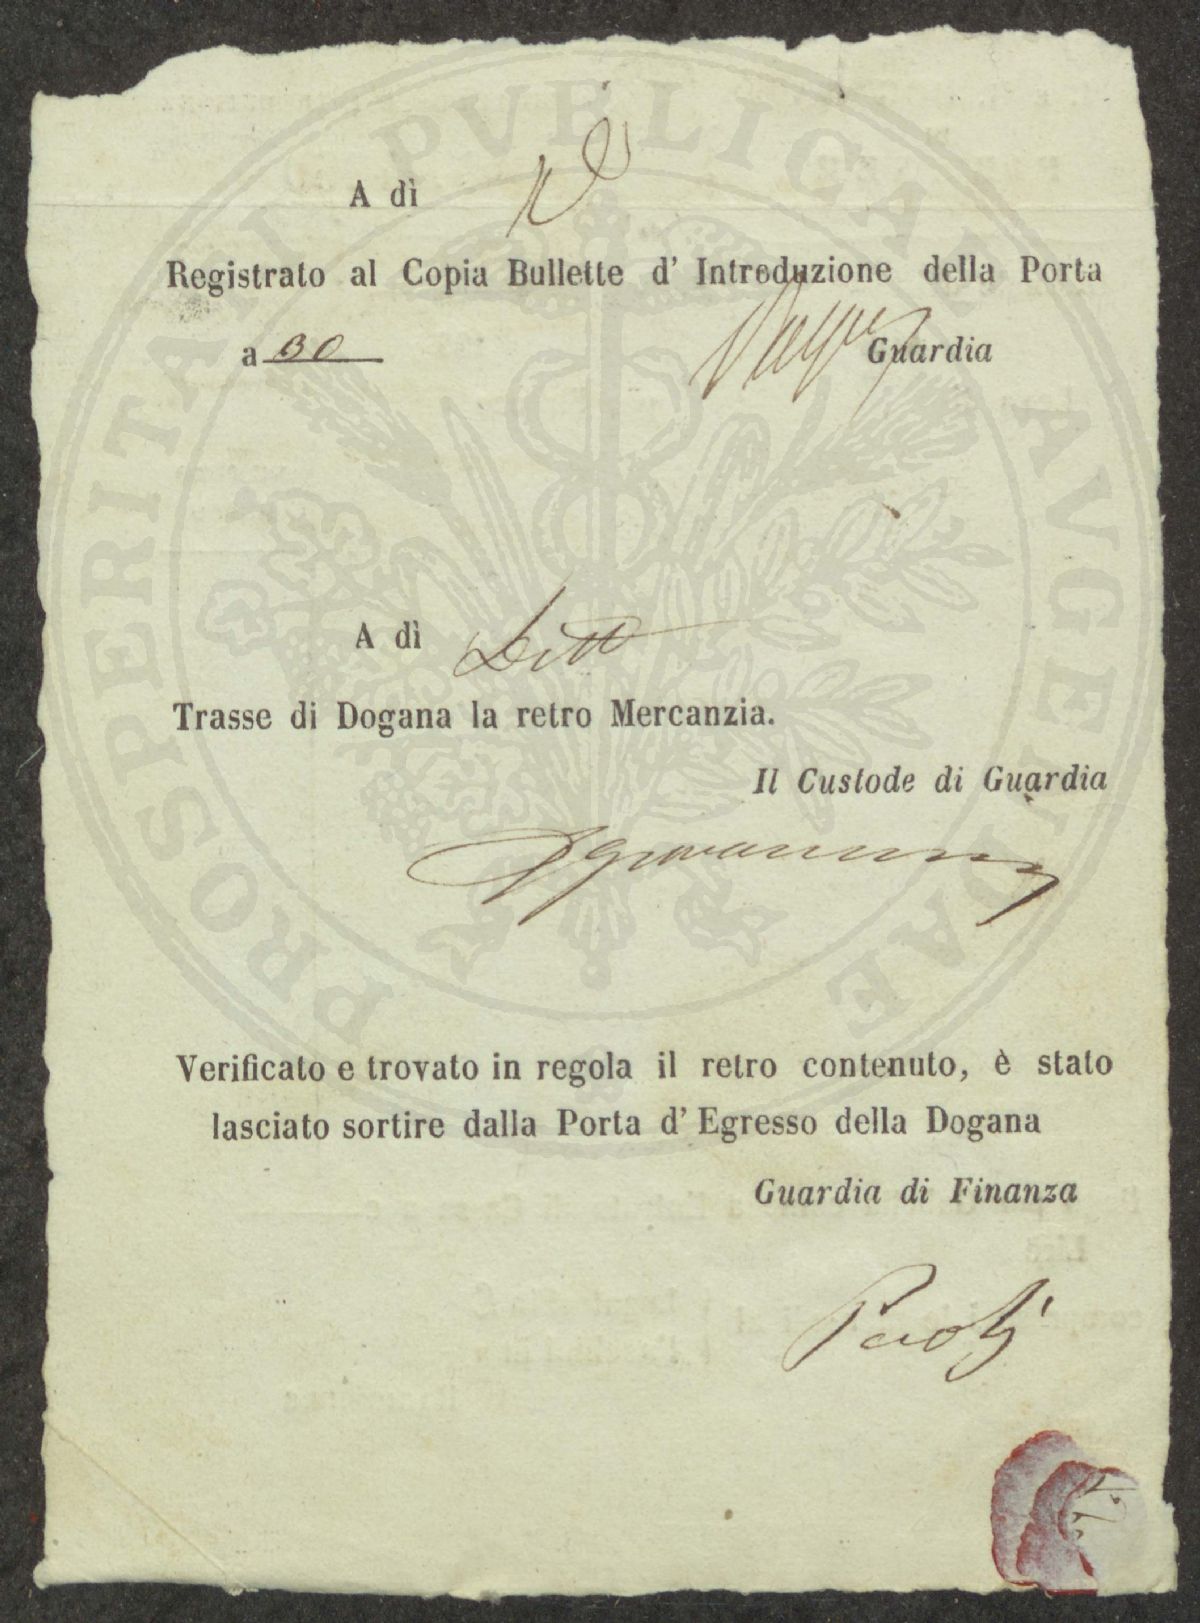 A dì
Registrato al Copia Bullette d' Introduzione della Porta
a 30 Guardia
A dì Ditto
Trasse di Dogana la retro Mercanzia.
Il Custode di Guardia
Verificato e trovato in regola il retro contenuto, è stato
lasciato sortire dalla Porta d' Egresso della Dogana
Guardia di Finanza
Paoli
PROSPERITATI PVBLICAE AVGENDAE